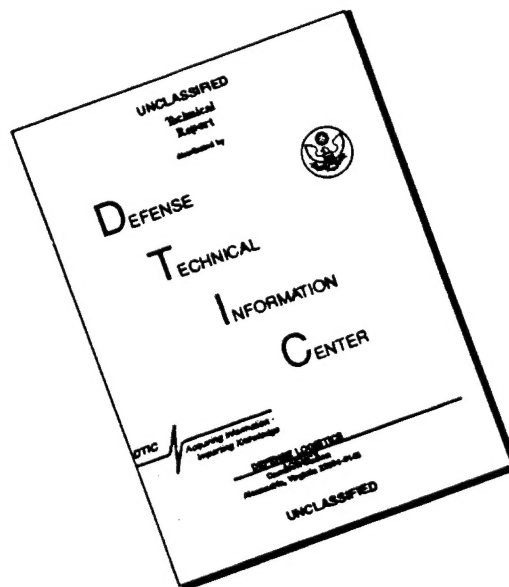 UNCLASSIFIED
Technical
Report
distributed by
DEFENSE
TECHNICAL
INFORMATION
CENTER
DTIC
Acquiring Information -
Imparting Knowledge
DEFENSE LOGISTICS
Alexandria, Virginia
UNCLASSIFIED